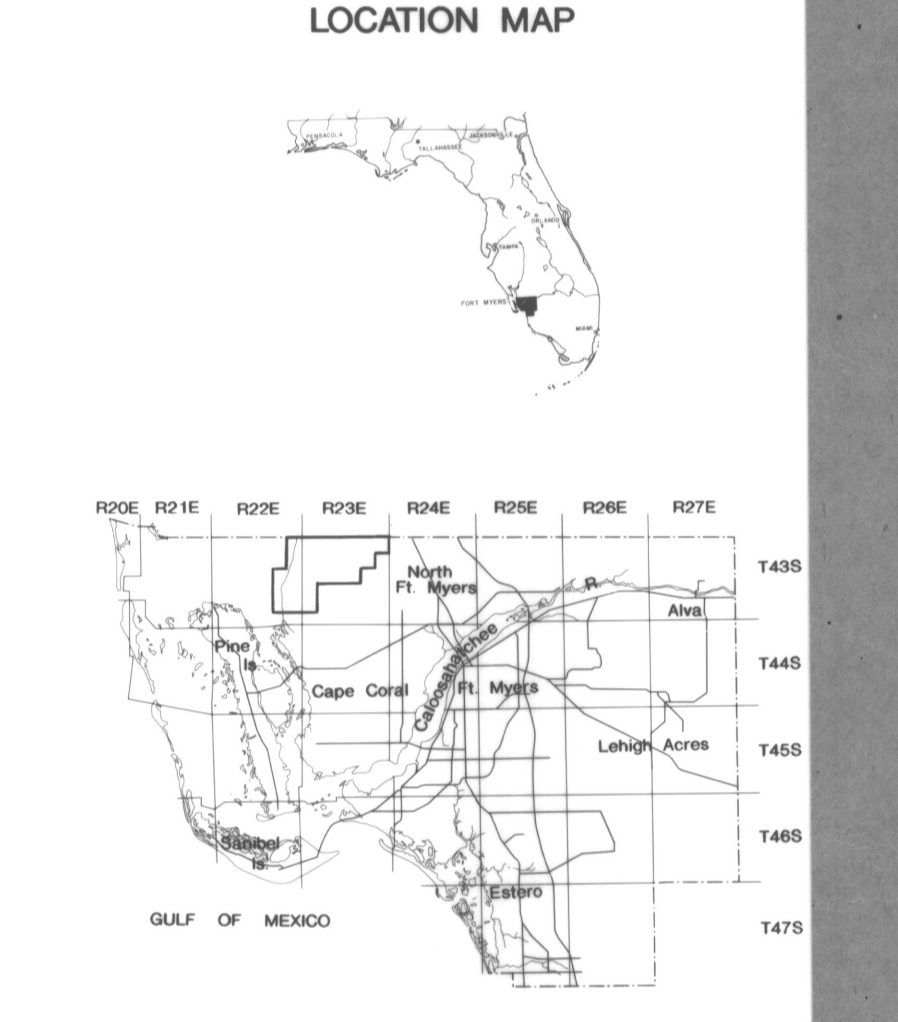 LOCATION MAP
PENSACOLA
JACKSONVILLE
TALLAHASSEE
ORLANDO
TAMPA
FORT MYERS
MIAMI
R20E R21E R22E R23E R24E R25E R26E R27E
T43S
North
Ft. Myers
R.
Alva
Pine
Is.
T44S
Cape Coral
Caloosahatchee
Ft. Myers
Lehigh Acres
T45S
T46S
Sanibel
Is.
Estero
GULF OF MEXICO
T47S